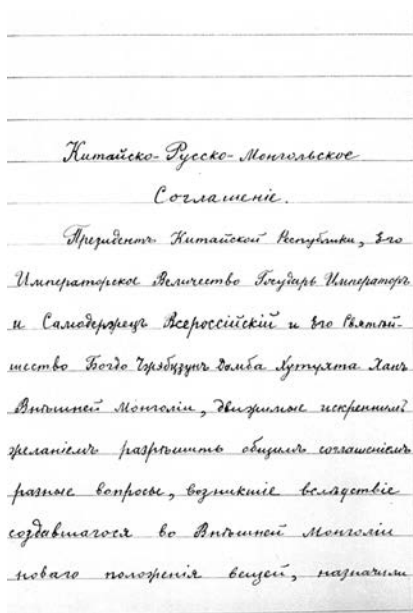 Китайско-Русско-Монгольское
Соглашеніе.
Президентъ Китайской Республики, Его
Императорское Величество Государь Императоръ
и Самодержецъ Всероссійскій и Его Святѣй-
шество Богдо Чжэбцзунъ Домба Хутухта Ханъ
Внѣшней Монголіи, движимые искреннимъ
желаніемъ разрѣшить общимъ соглашеніемъ
разные вопросы, возникшіе вслѣдствіе
создавшагося во Внѣшней Монголіи
новаго положенія вещей, назначили